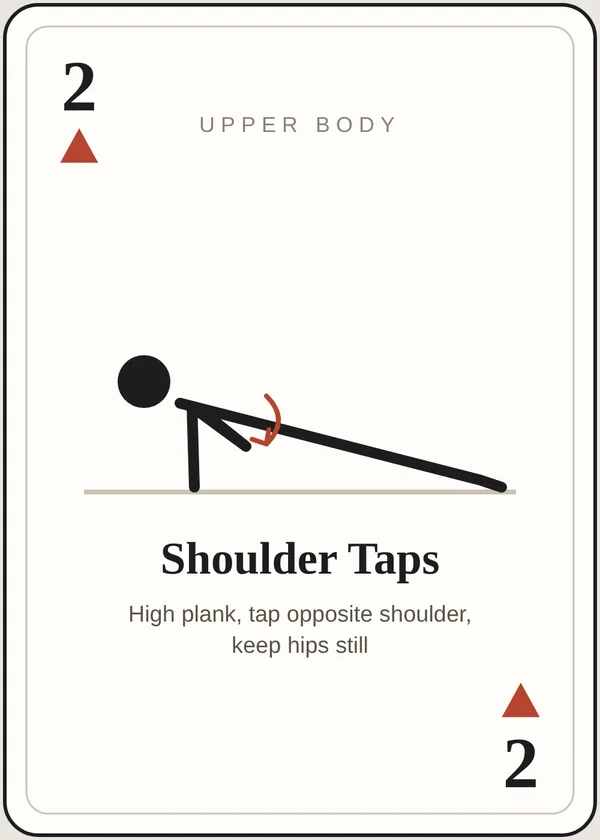 2
UPPER BODY
Shoulder Taps
High plank, tap opposite shoulder,
keep hips still
2